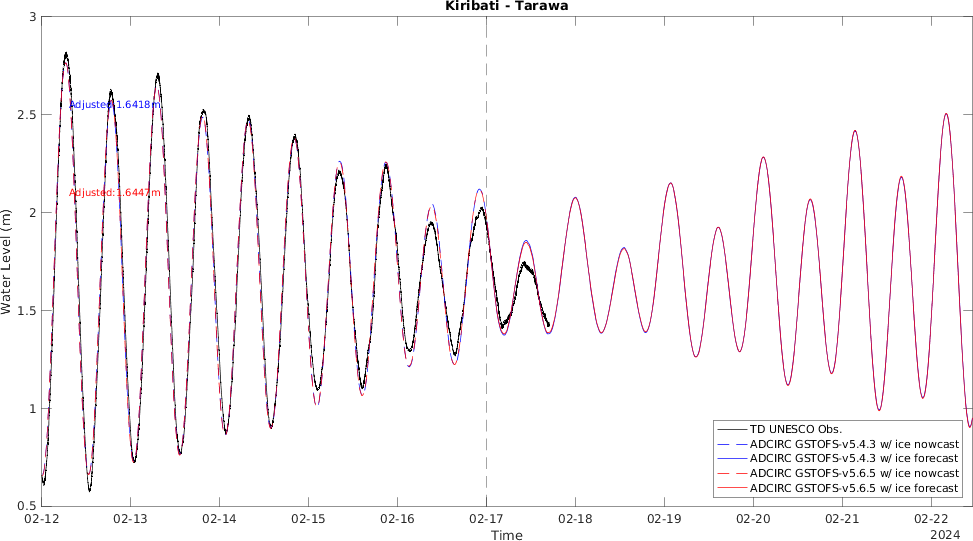 Kiribati - Tarawa
3
2.5
2
1.5
1
0.5
Water Level (m)
Adjusted:1.6418m
Adjusted:1.6447m
TD UNESCO Obs.
ADCIRC GSTOFS-v5.4.3 w/ ice nowcast
ADCIRC GSTOFS-v5.4.3 w/ ice forecast
ADCIRC GSTOFS-v5.6.5 w/ ice nowcast
ADCIRC GSTOFS-v5.6.5 w/ ice forecast
02-12 02-13 02-14 02-15 02-16 02-17 02-18 02-19 02-20 02-21 02-22
Time
2024